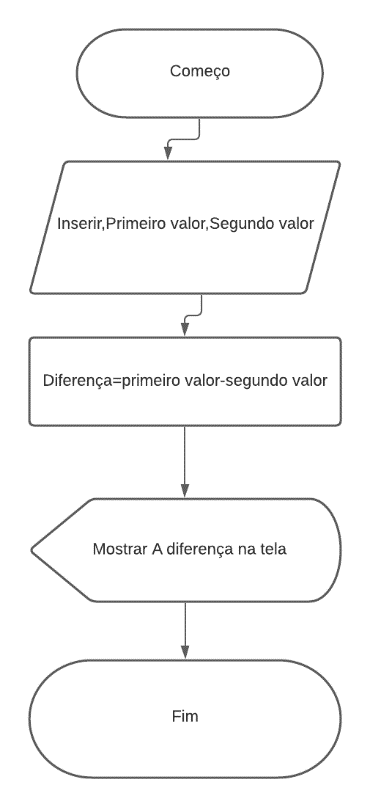 Começo
Inserir,Primeiro valor,Segundo valor
Diferença=primeiro valor-segundo valor
Mostrar A diferença na tela
Fim